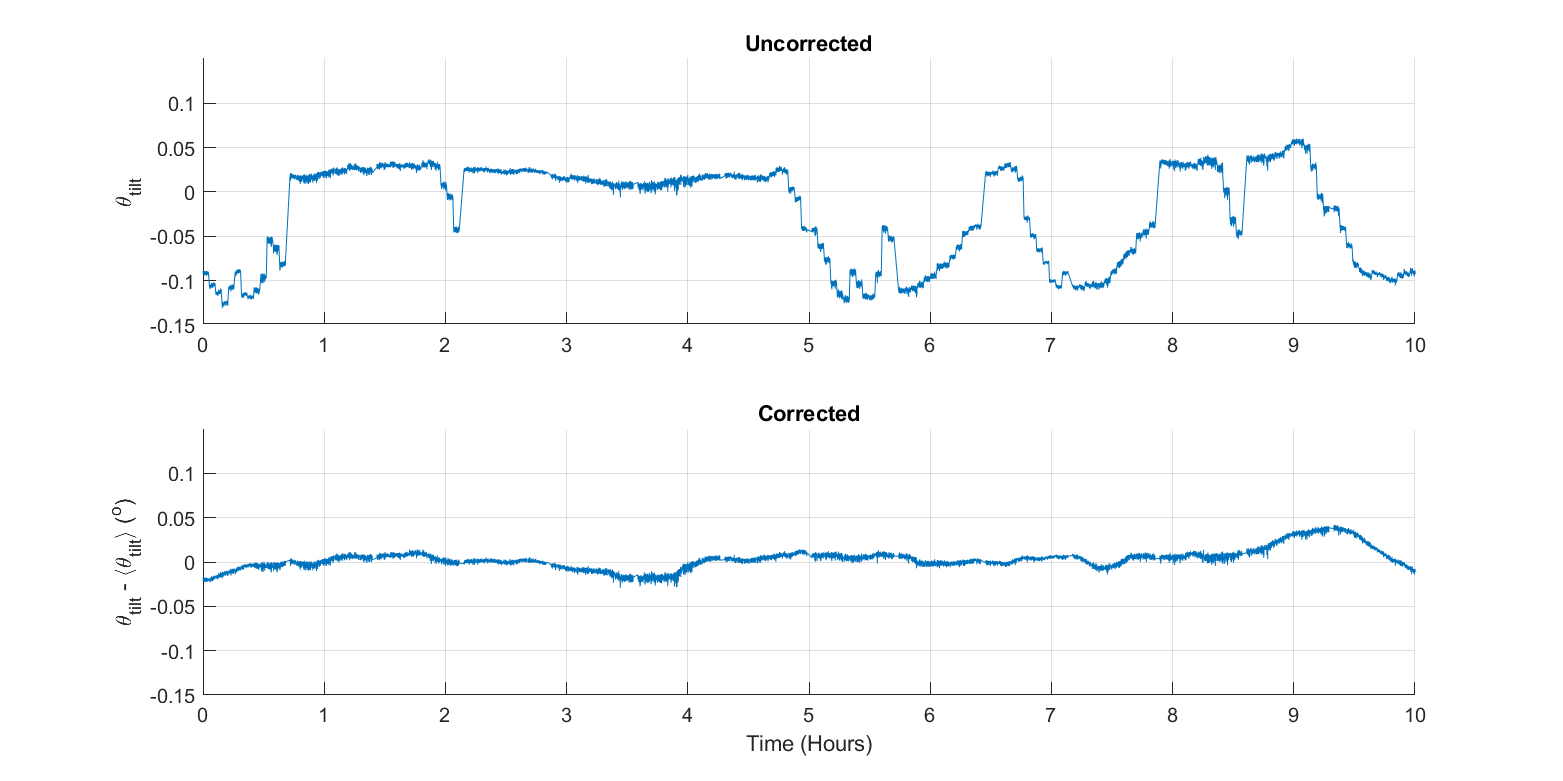 Uncorrected
0.1
0.05
0
-0.05
-0.1
-0.15
θtilt
0 1 2 3 4 5 6 7 8 9 10
Corrected
0.1
0.05
0
-0.05
-0.1
-0.15
θtilt - ⟨θtilt⟩ (o)
0 1 2 3 4 5 6 7 8 9 10
Time (Hours)